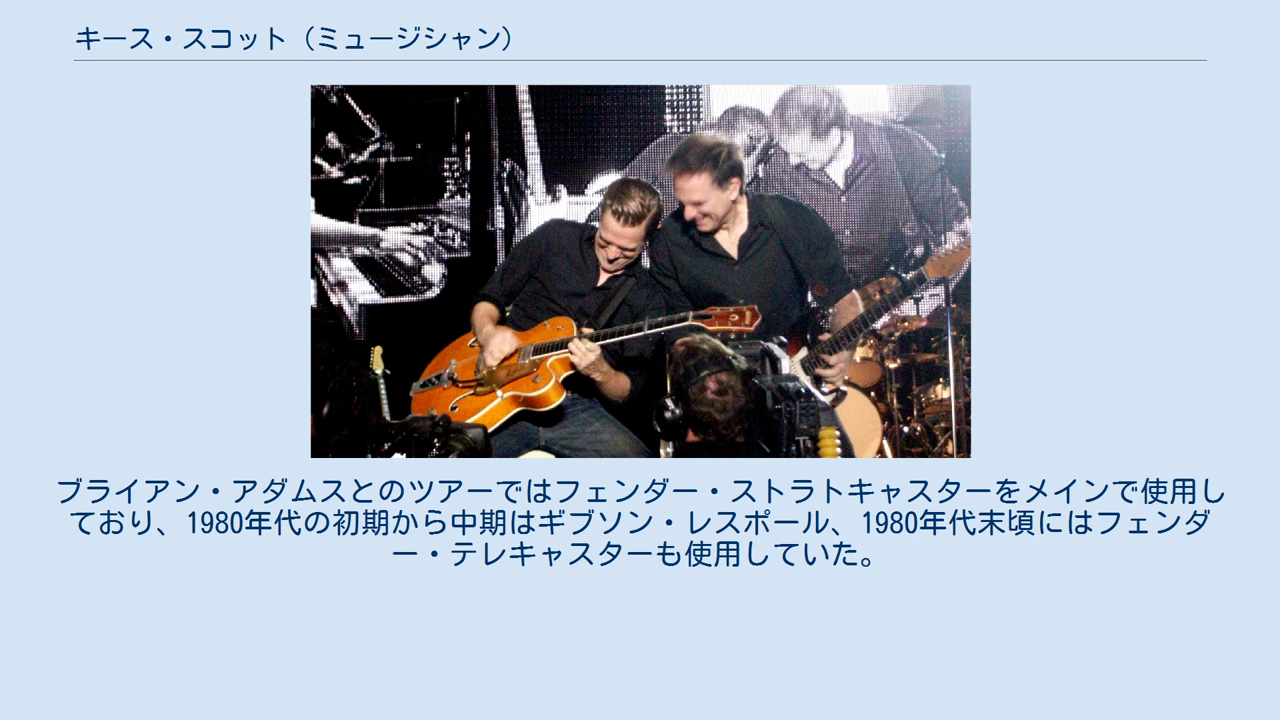 キース・スコット（ミュージシャン）
ブライアン・アダムスとのツアーではフェンダー・ストラトキャスターをメインで使用し
ており、1980年代の初期から中期はギブソン・レスポール、1980年代末頃にはフェンダ
ー・テレキャスターも使用していた。